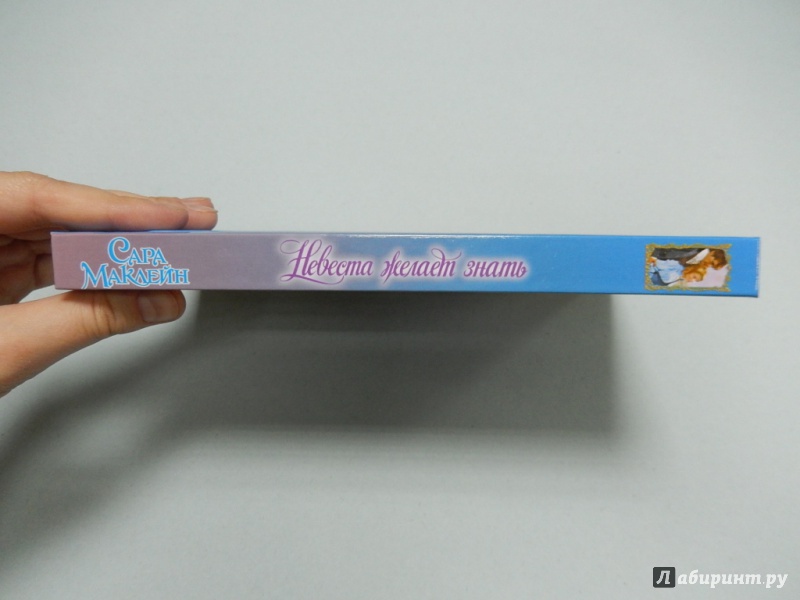 Сара
Маклейн
Невеста желает знать
Лабиринт.ру